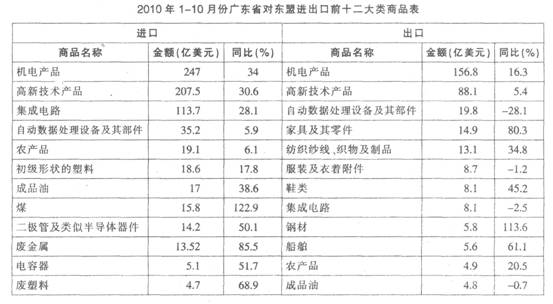 2010 年 1-10 月份广东省对东盟进出口前十二大类商品表
进口 出口
商品名称 金额(亿美元) 同比(%) 商品名称 金额(亿美元) 同比(%)
机电产品 247 34 机电产品 156.8 16.3
高新技术产品 207.5 30.6 高新技术产品 88.1 5.4
集成电路 113.7 28.1 自动数据处理设备及其部件 19.8 -28.1
自动数据处理设备及其部件 35.2 5.9 家具及其零件 14.9 80.3
农产品 19.1 6.1 纺织纱线、织物及制品 13.1 34.8
初级形状的塑料 18.6 17.8 服装及衣着附件 8.7 -1.2
成品油 17 38.6 鞋类 8.1 45.2
煤 15.8 122.9 集成电路 8.1 -2.5
二极管及类似半导体器件 14.2 50.1 钢材 5.8 113.6
废金属 13.52 85.5 船舶 5.6 61.1
电容器 5.1 51.7 农产品 4.9 20.5
废塑料 4.7 68.9 成品油 4.8 -0.7